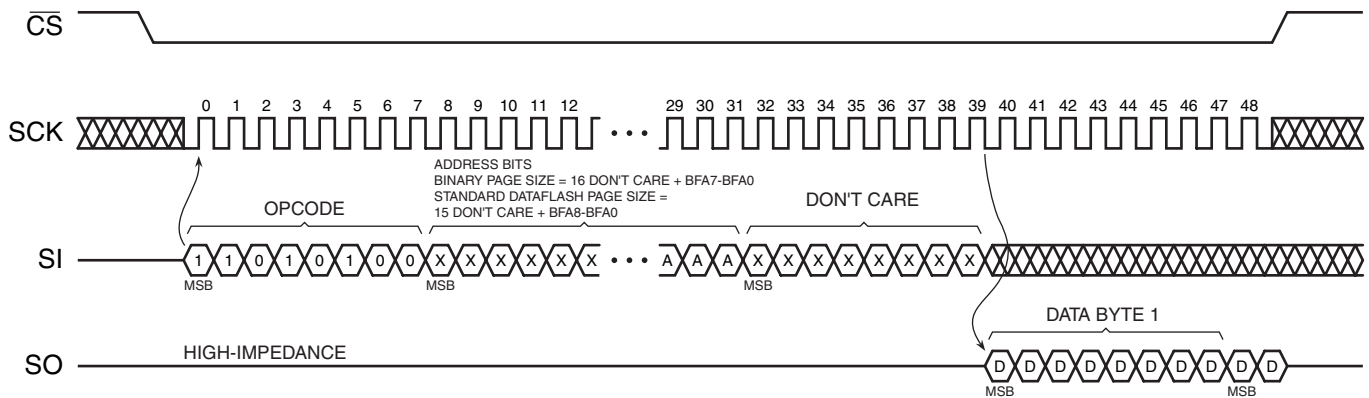 CS
SCK
0 1 2 3 4 5 6 7 8 9 10 11 12 • • • 29 30 31 32 33 34 35 36 37 38 39 40 41 42 43 44 45 46 47 48
ADDRESS BITS
BINARY PAGE SIZE = 16 DON'T CARE + BFA7-BFA0
STANDARD DATAFLASH PAGE SIZE =
15 DON'T CARE + BFA8-BFA0
OPCODE
DON'T CARE
SI
1 1 0 1 0 1 0 0 X X X X X X • • • A A A X X X X X X X X
MSB MSB MSB
DATA BYTE 1
SO
HIGH-IMPEDANCE
D D D D D D D D D D
MSB MSB